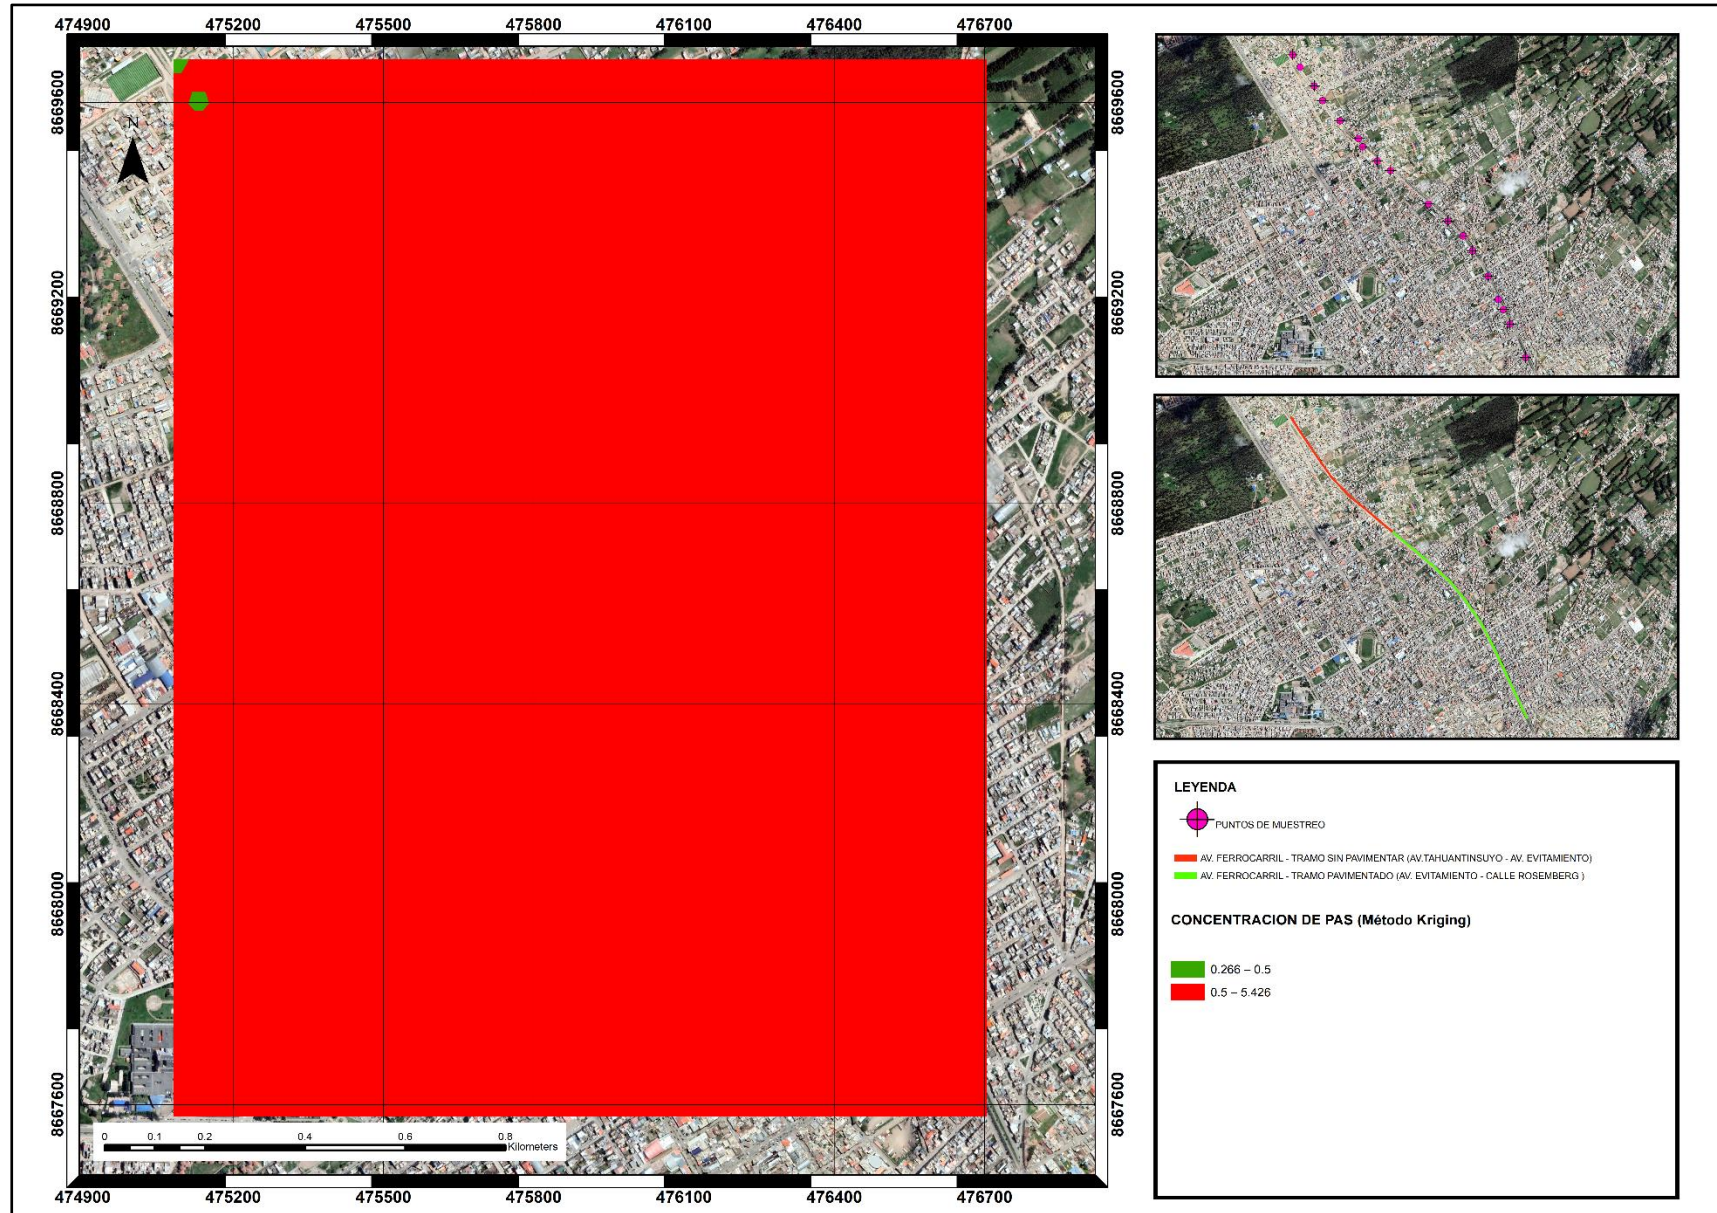 474900 475200 475500 475800 476100 476400 476700
8669600 8669600
N
8669200 8669200
8668800 8668800
8668400 8668400
8668000 8668000
8667600 8667600
0 0.1 0.2 0.4 0.6 0.8
Kilometers
474900 475200 475500 475800 476100 476400 476700
LEYENDA
PUNTOS DE MUESTREO
AV. FERROCARRIL - TRAMO SIN PAVIMENTAR (AV.TAHUANTINSUYO - AV. EVITAMIENTO)
AV. FERROCARRIL - TRAMO PAVIMENTADO (AV. EVITAMIENTO - CALLE ROSEMBERG )
CONCENTRACION DE PAS (Método Kriging)
0.266 – 0.5
0.5 – 5.426